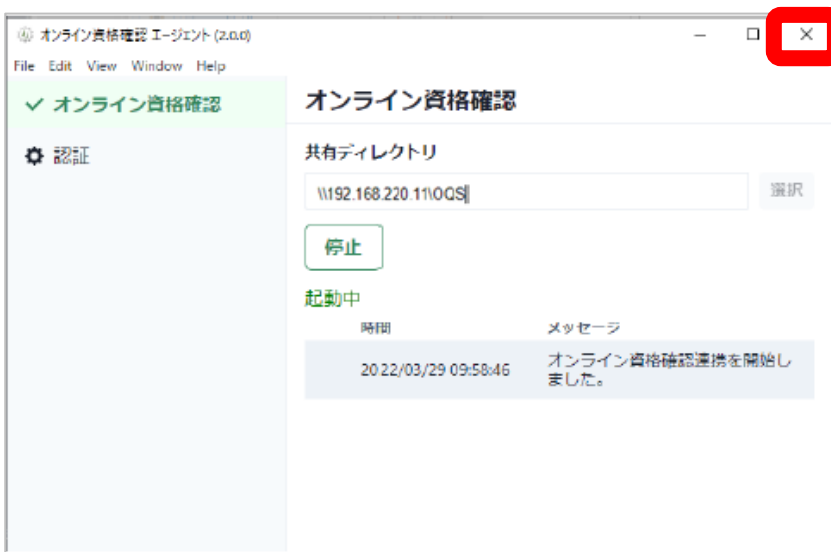 オンライン資格確認 エージェント (2.0.0)
File Edit View Window Help
オンライン資格確認
認証
オンライン資格確認
共有ディレクトリ
\\192.168.220.11\OQS
選択
停止
起動中
時間 メッセージ
2022/03/29 09:58:46 オンライン資格確認連携を開始し
ました。